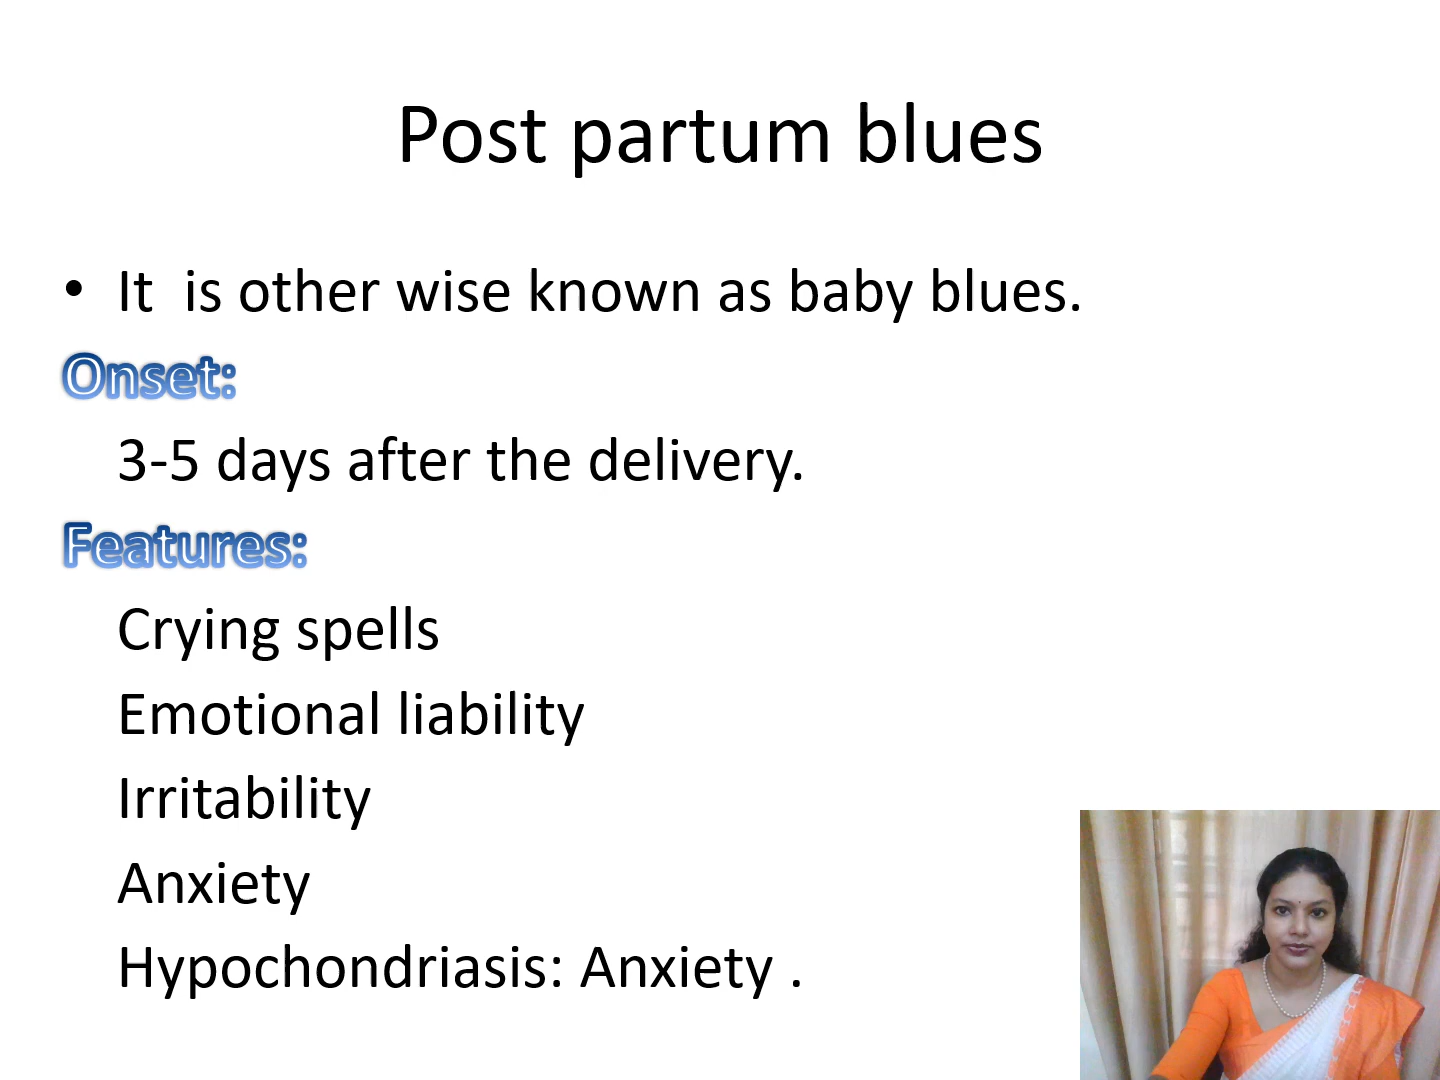 Post partum blues
• It  is other wise known as baby blues.
Onset:
3-5 days after the delivery.
Features:
Crying spells
Emotional liability
Irritability
Anxiety
Hypochondriasis: Anxiety .